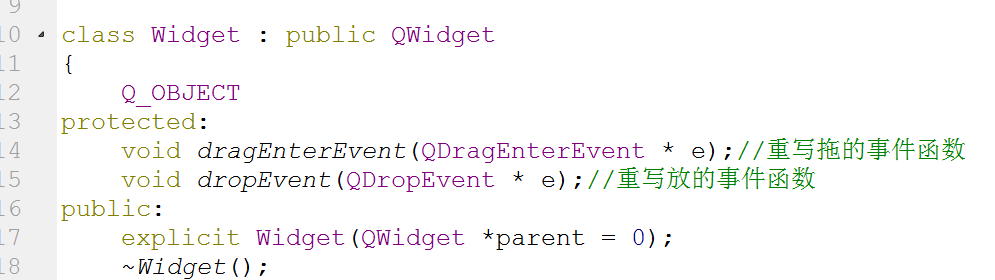 9
10 class Widget : public QWidget
11 {
12     Q_OBJECT
13 protected:
14     void dragEnterEvent(QDragEnterEvent * e);//重写拖的事件函数
15     void dropEvent(QDropEvent * e);//重写放的事件函数
16 public:
17     explicit Widget(QWidget *parent = 0);
18     ~Widget();